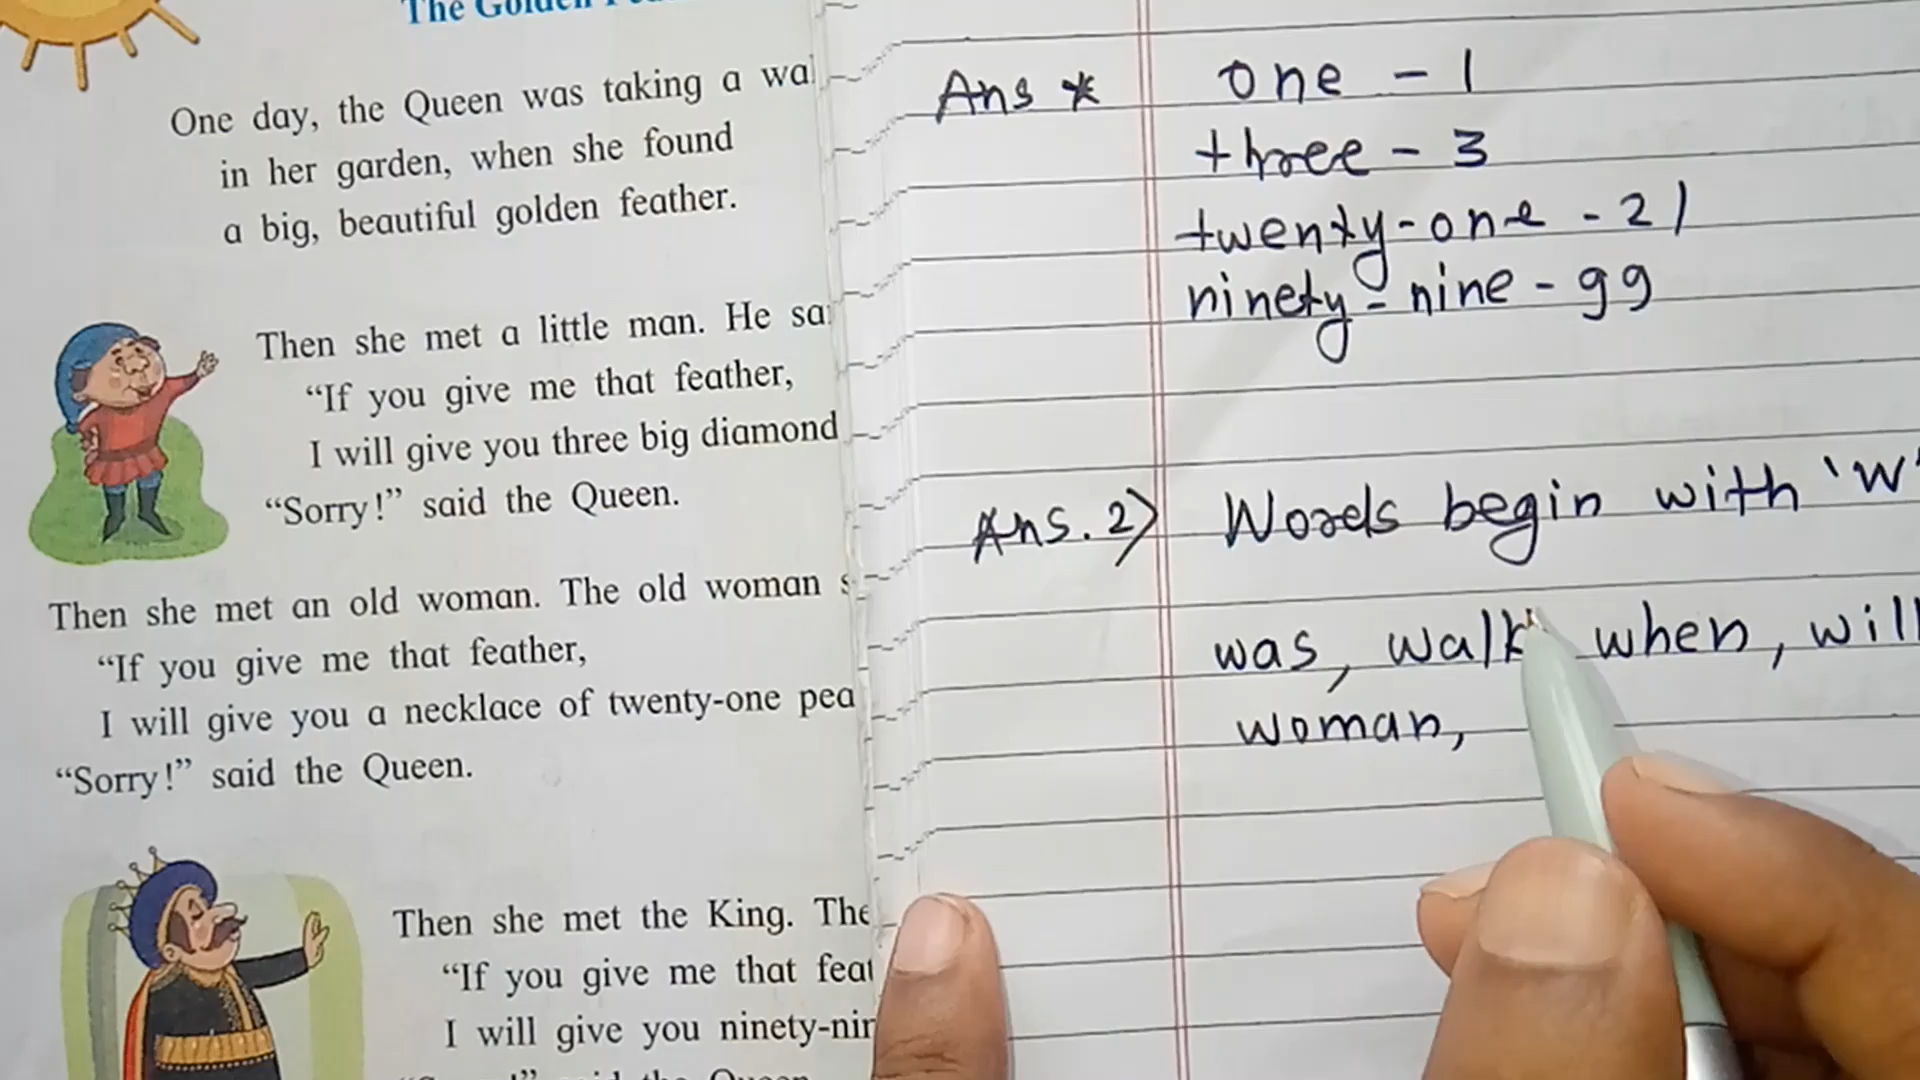 The Golden
One day, the Queen was taking a wal
in her garden, when she found
a big, beautiful golden feather.
Then she met a little man. He sa
“If you give me that feather,
I will give you three big diamond
“Sorry!” said the Queen.
Then she met an old woman. The old woman s
“If you give me that feather,
I will give you a necklace of twenty-one pea
“Sorry!” said the Queen.
Then she met the King. The
“If you give me that feat
I will give you ninety-nin
said the Queen
Ans * one - 1
three - 3
twenty-one - 21
ninety-nine - 99
Ans. 2) Words begin with 'W'
was, walk, when, will
woman,